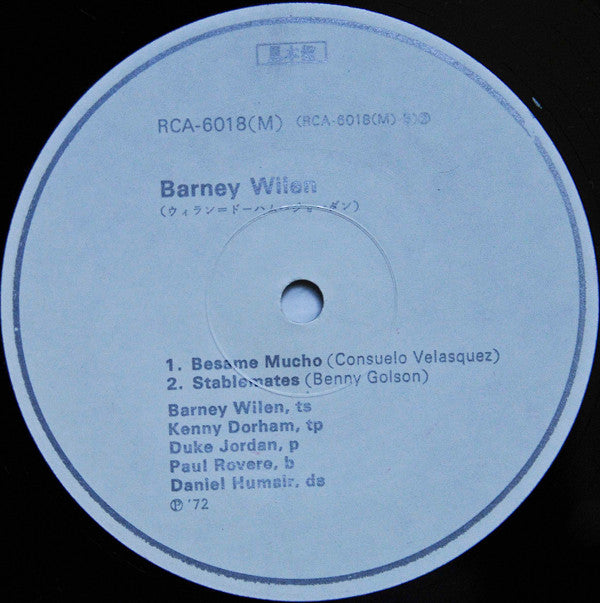 見本盤
RCA-6018(M) (RCA-6018(M)-B)
Barney Wilen
(ウィラン=ドーハム=ジョーダン)
1. Besame Mucho (Consuelo Velasquez)
2. Stablemates (Benny Golson)
Barney Wilen, ts
Kenny Dorham, tp
Duke Jordan, p
Paul Rovere, b
Daniel Humair, ds
Ⓟ '72